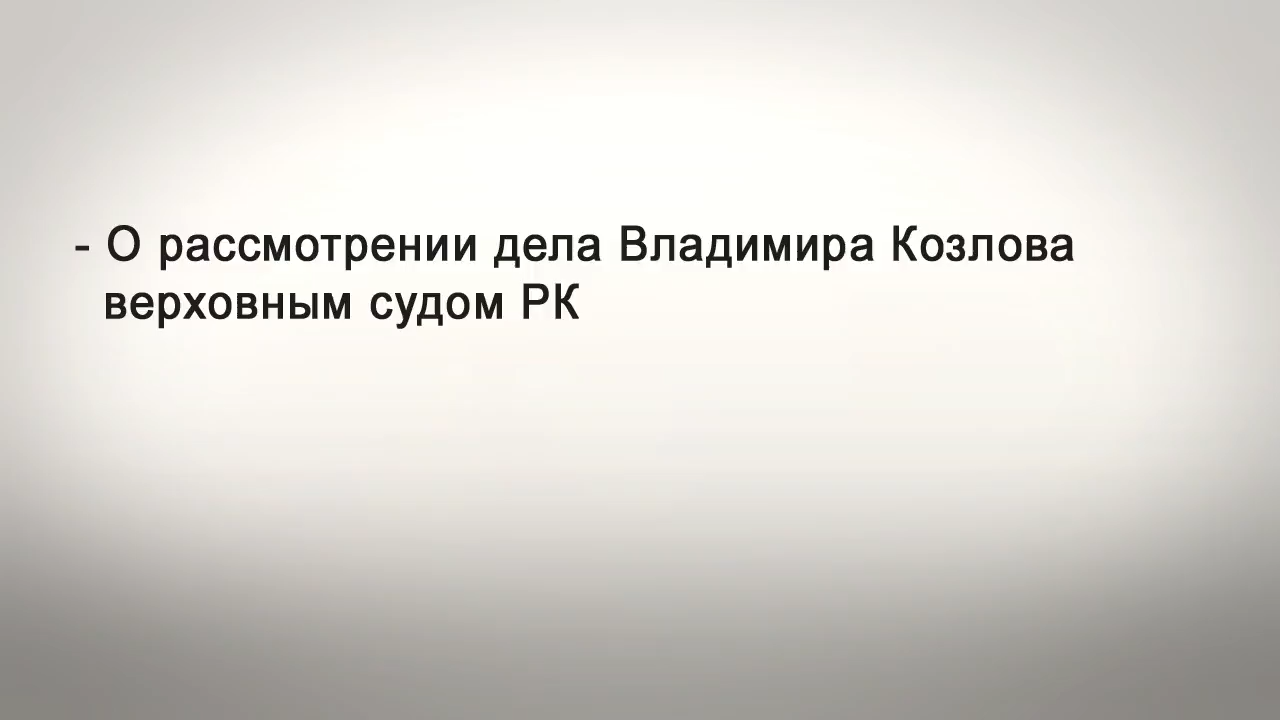 - О рассмотрении дела Владимира Козлова
верховным судом РК